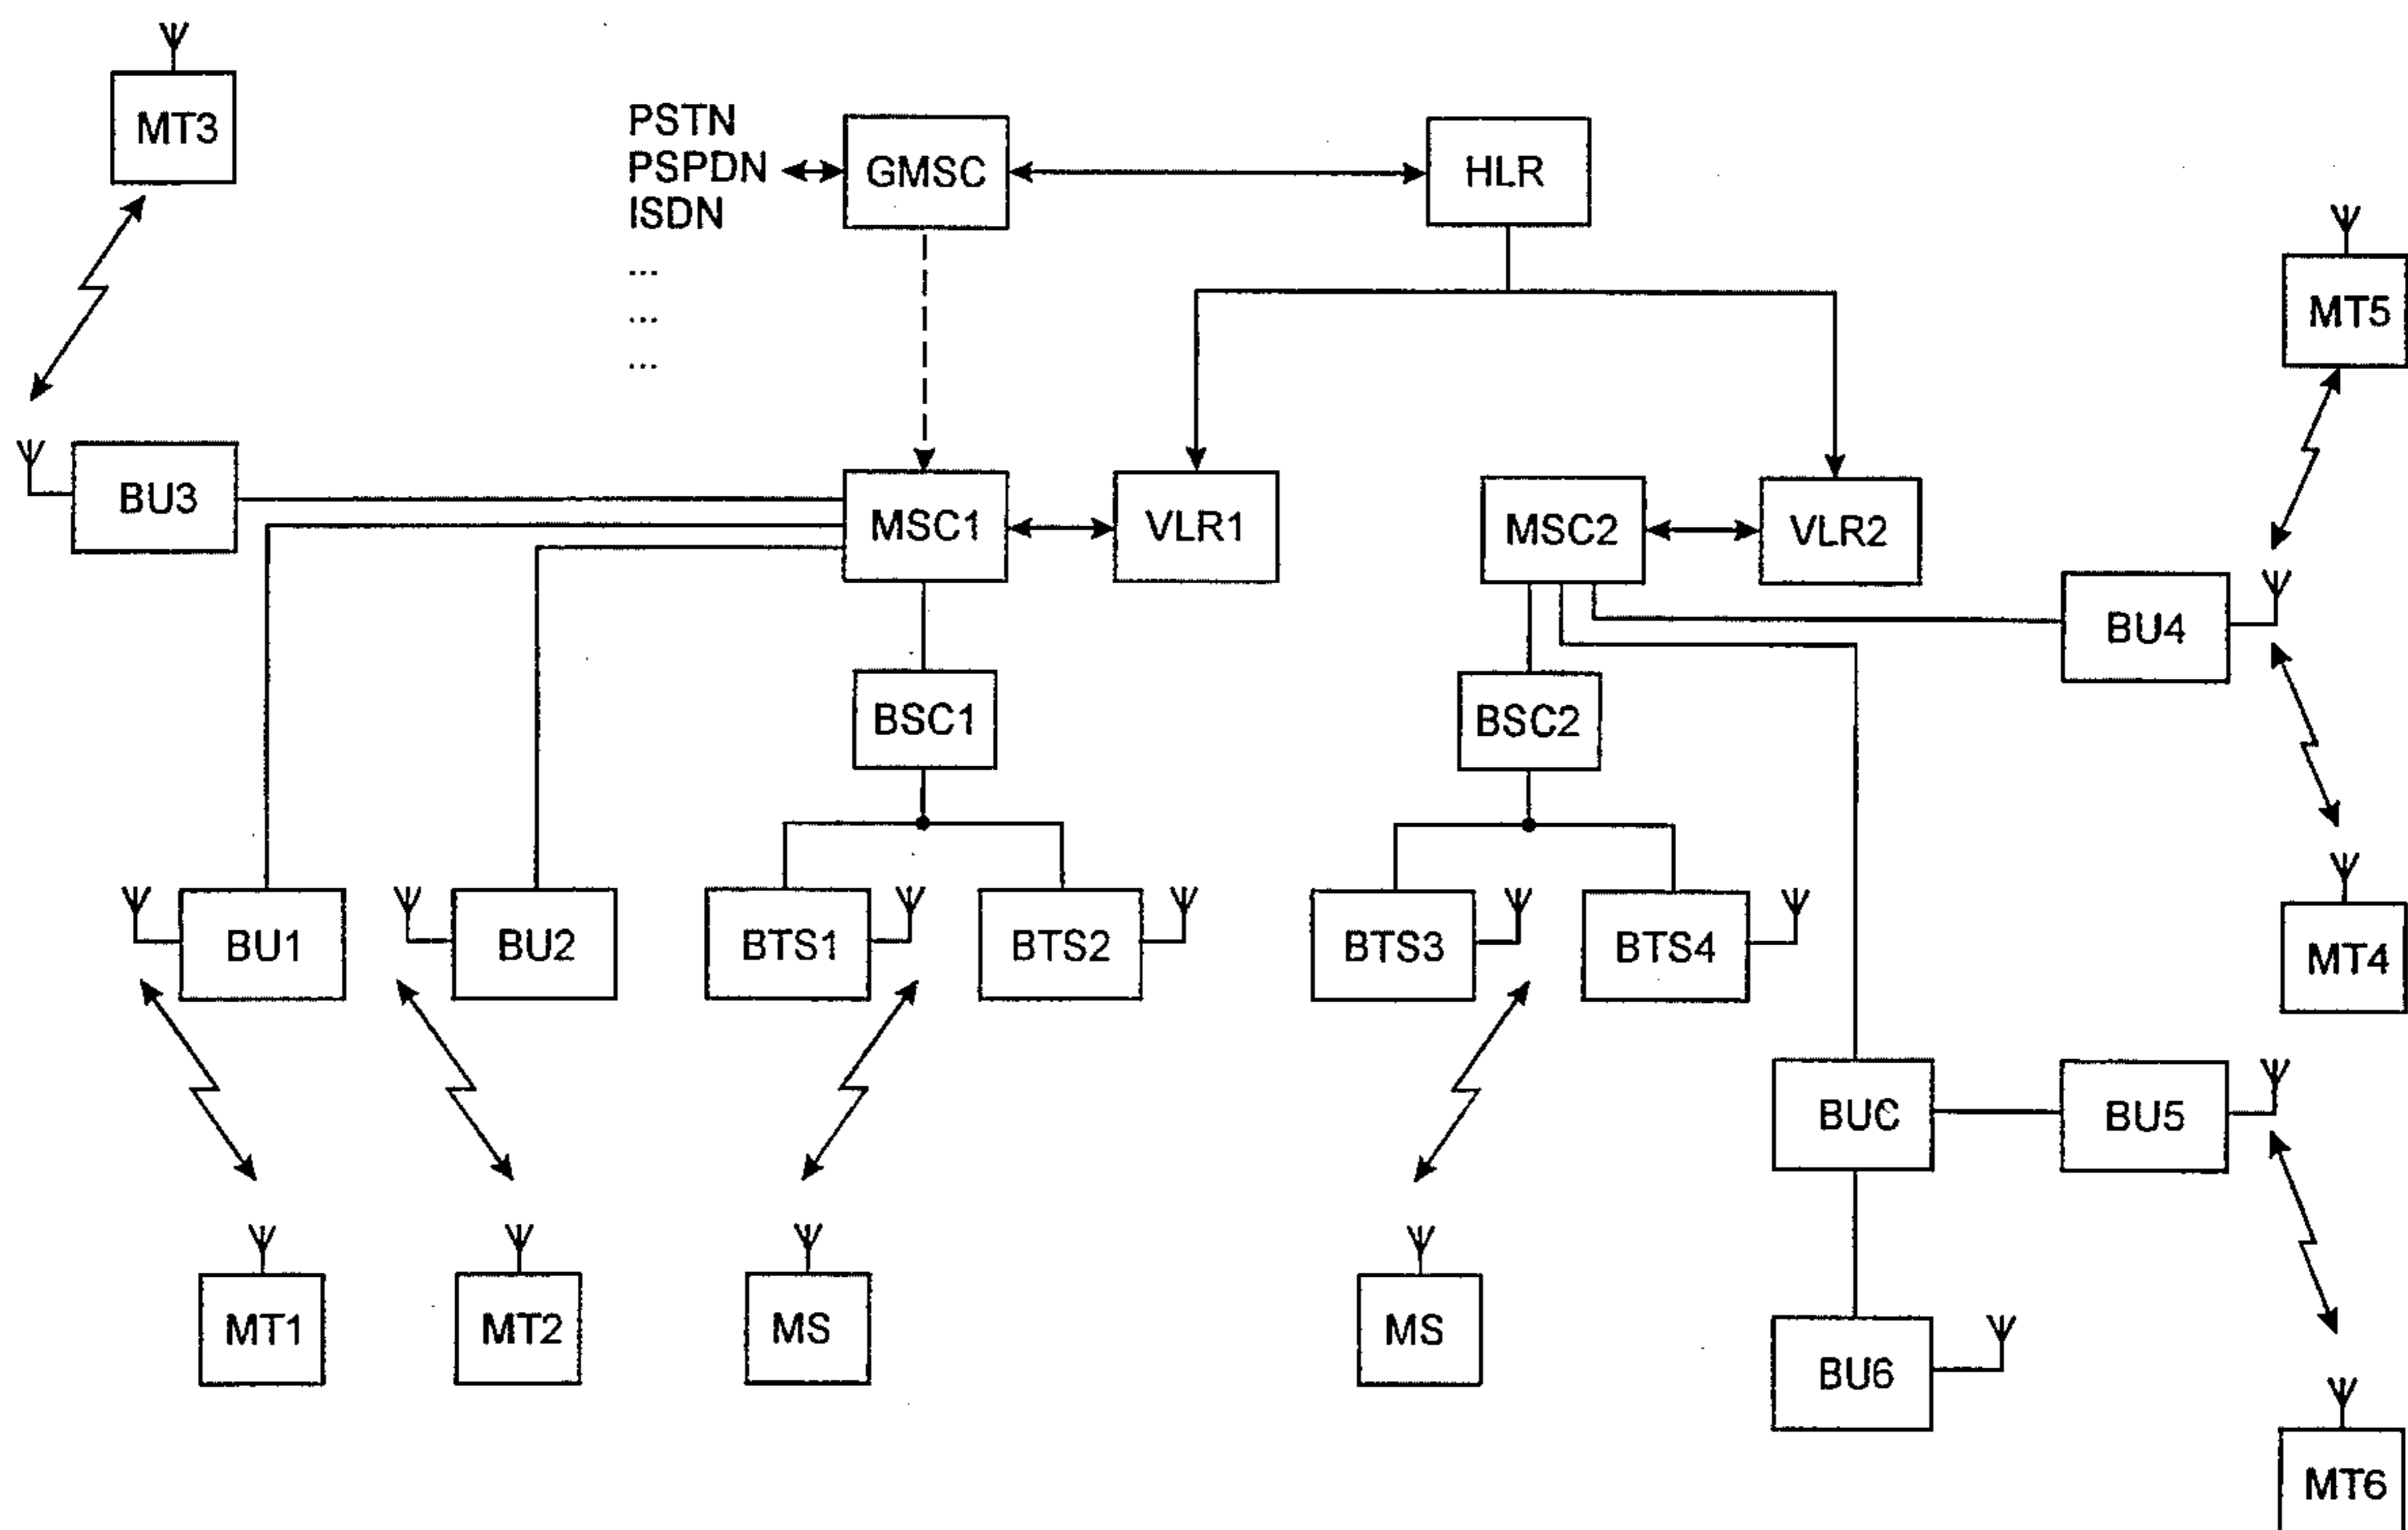 MT3
PSTN
PSPDN
ISDN
...
...
...
GMSC
HLR
MT5
BU3
MSC1
VLR1
MSC2
VLR2
BU4
BSC1
BSC2
BU1
BU2
BTS1
BTS2
BTS3
BTS4
MT4
BUC
BU5
MT1
MT2
MS
MS
BU6
MT6